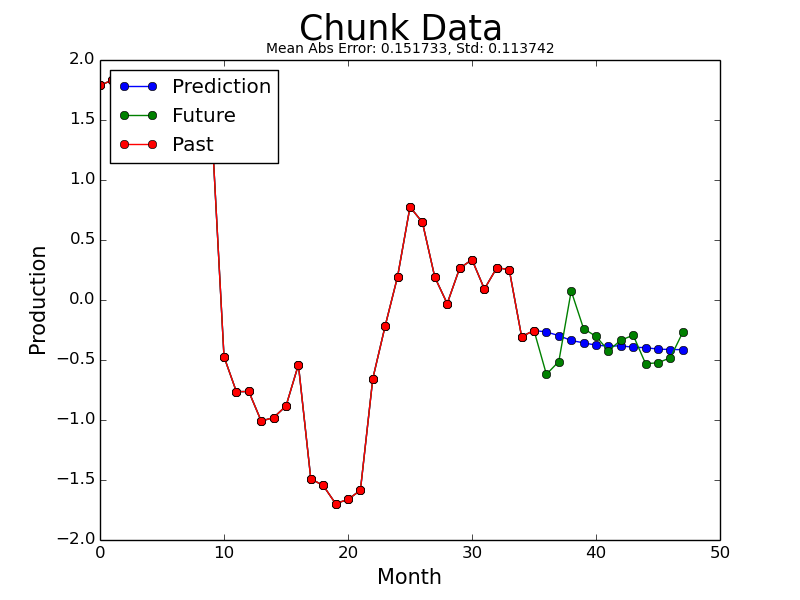 Chunk Data
Mean Abs Error: 0.151733, Std: 0.113742
Prediction
Future
Past
2.0
1.5
1.0
0.5
0.0
−0.5
−1.0
−1.5
−2.0
Production
0 10 20 30 40 50
Month